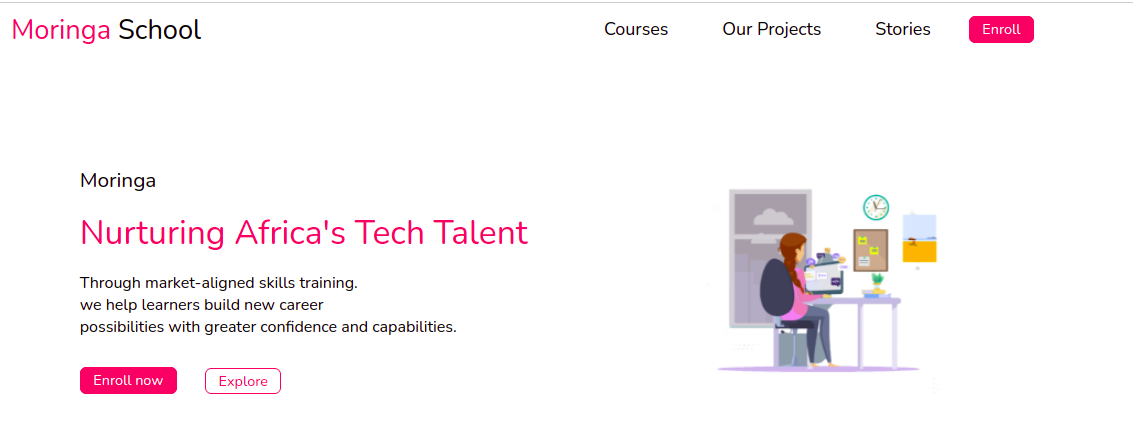 Moringa School
Courses
Our Projects
Stories
Enroll
Moringa
Nurturing Africa's Tech Talent
Through market-aligned skills training.
we help learners build new career
possibilities with greater confidence and capabilities.
Enroll now
Explore